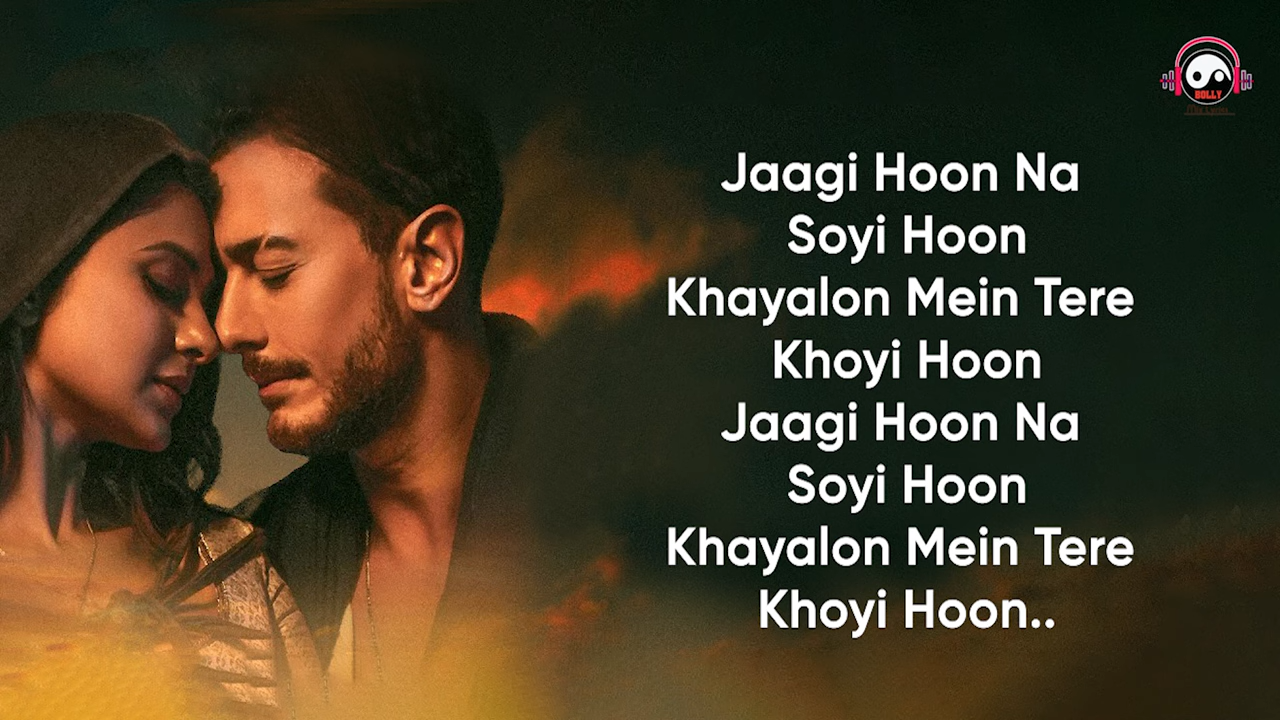 BOLLY
Jaagi Hoon Na
Soyi Hoon
Khayalon Mein Tere
Khoyi Hoon
Jaagi Hoon Na
Soyi Hoon
Khayalon Mein Tere
Khoyi Hoon..